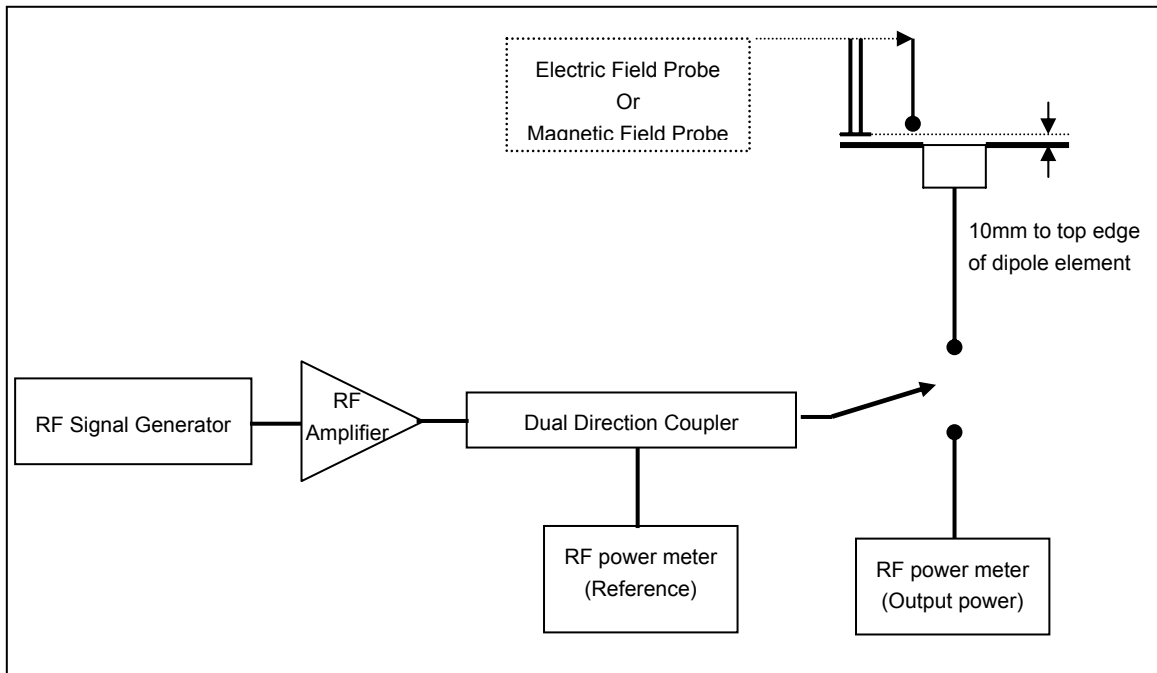 Electric Field Probe
Or
Magnetic Field Probe
10mm to top edge
of dipole element
RF Signal Generator
RF
Amplifier
Dual Direction Coupler
RF power meter
(Reference)
RF power meter
(Output power)